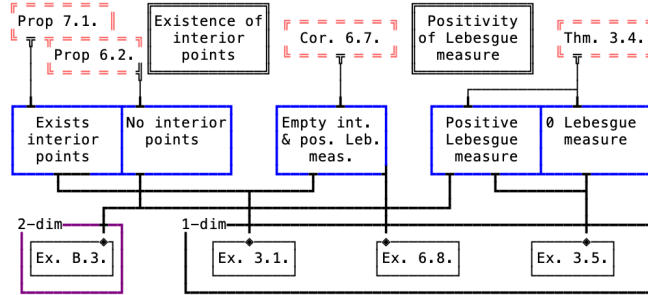 Prop 7.1.
Prop 6.2.
Existence of
interior
points
Cor. 6.7.
Positivity
of Lebesgue
measure
Thm. 3.4.
Exists
interior
points
No interior
points
Empty int.
& pos. Leb.
meas.
Positive
Lebesgue
measure
0 Lebesgue
measure
2-dim
1-dim
Ex. B.3.
Ex. 3.1.
Ex. 6.8.
Ex. 3.5.